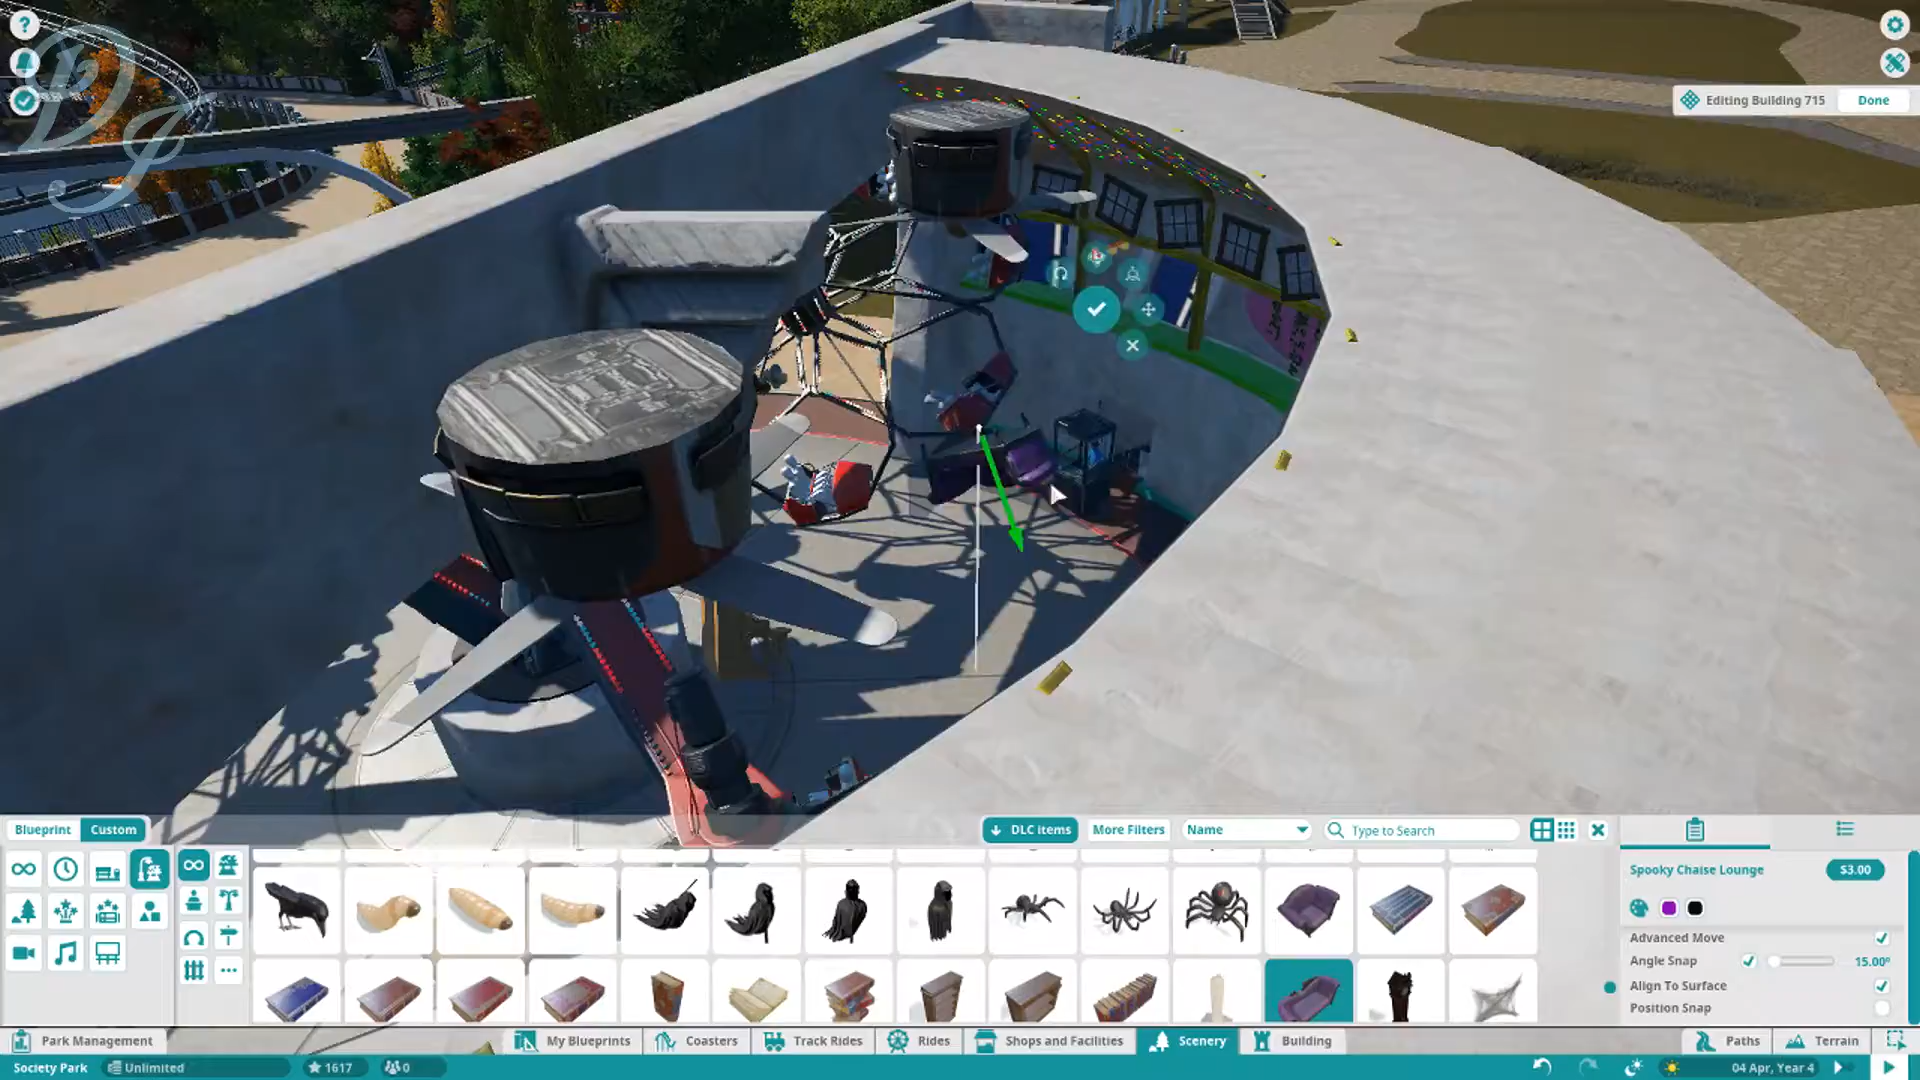 ?
Editing Building 715
Done
Blueprint
Custom
DLC items
More Filters
Name
Type to Search
Spooky Chaise Lounge
$3.00
Advanced Move
Angle Snap
15.00°
Align To Surface
Position Snap
Park Management
My Blueprints
Coasters
Track Rides
Rides
Shops and Facilities
Scenery
Building
Paths
Terrain
Society Park
Unlimited
1617
0
04 Apr, Year 4